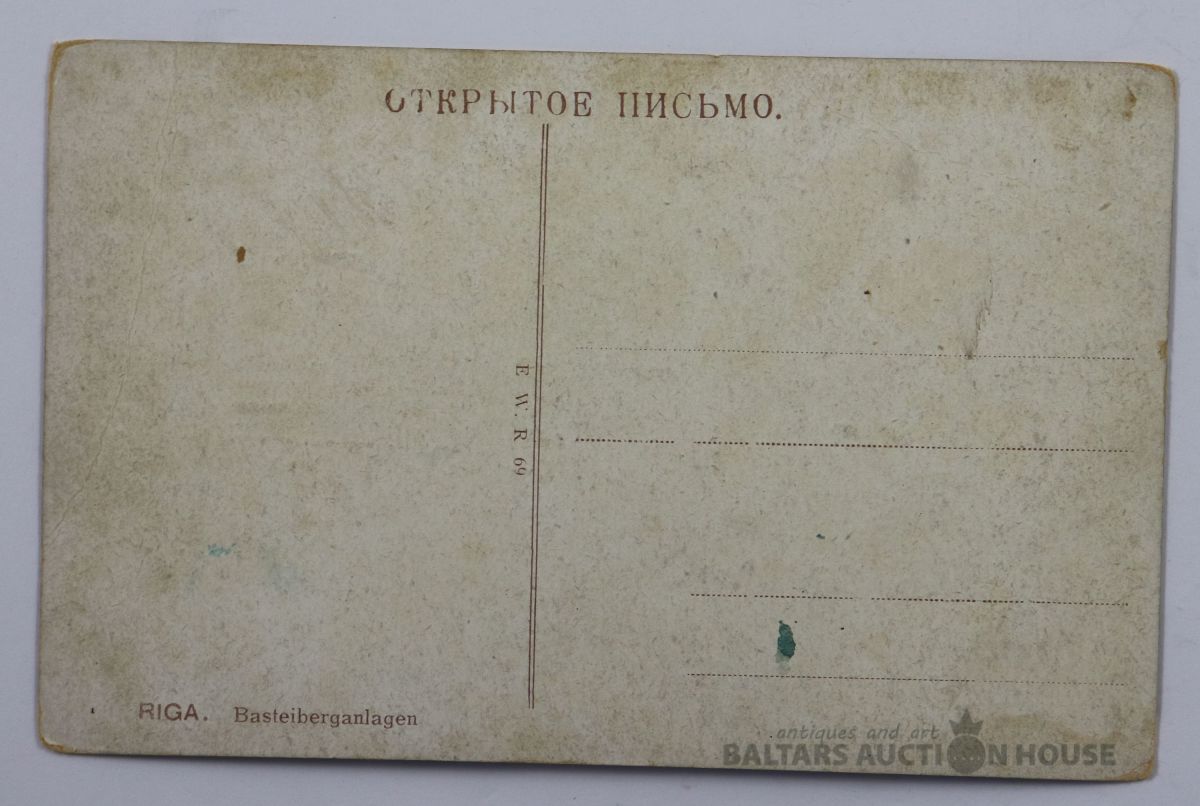 ОТКРЫТОЕ ПИСЬМО.
E W. R 69
RIGA. Basteiberganlagen
antiques and art
BALTARS AUCTION HOUSE